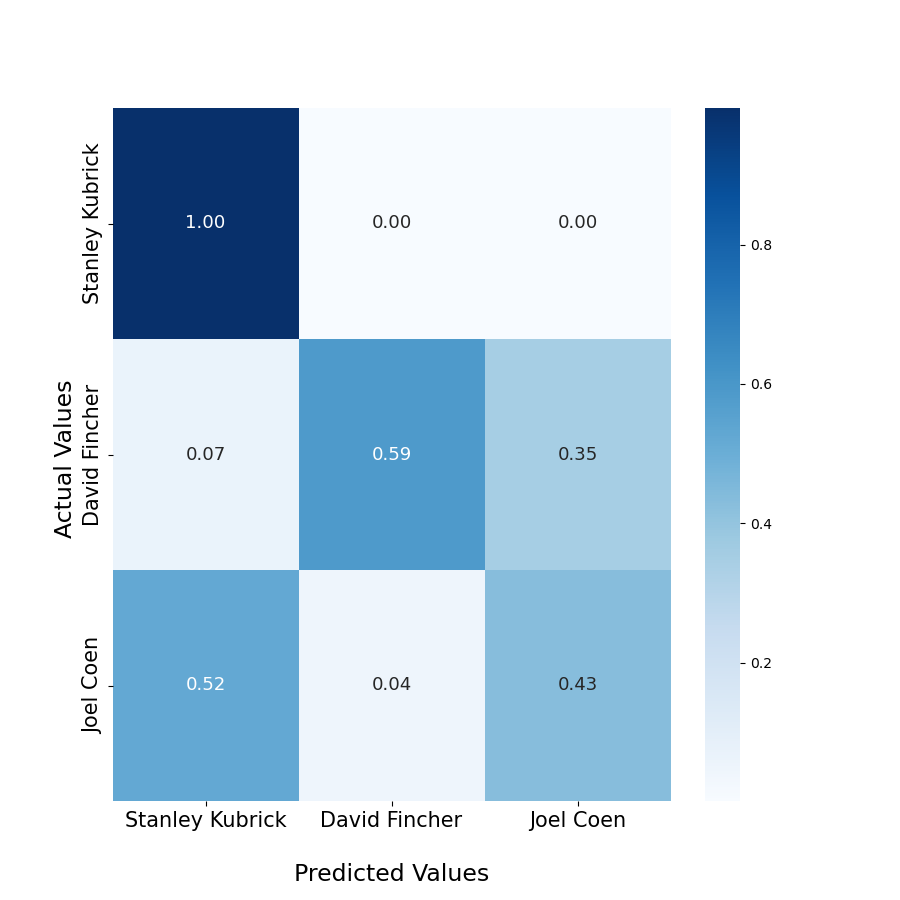 Actual Values
Stanley Kubrick
1.00 0.00 0.00
David Fincher
0.07 0.59 0.35
Joel Coen
0.52 0.04 0.43
Stanley Kubrick David Fincher Joel Coen
Predicted Values
0.8
0.6
0.4
0.2